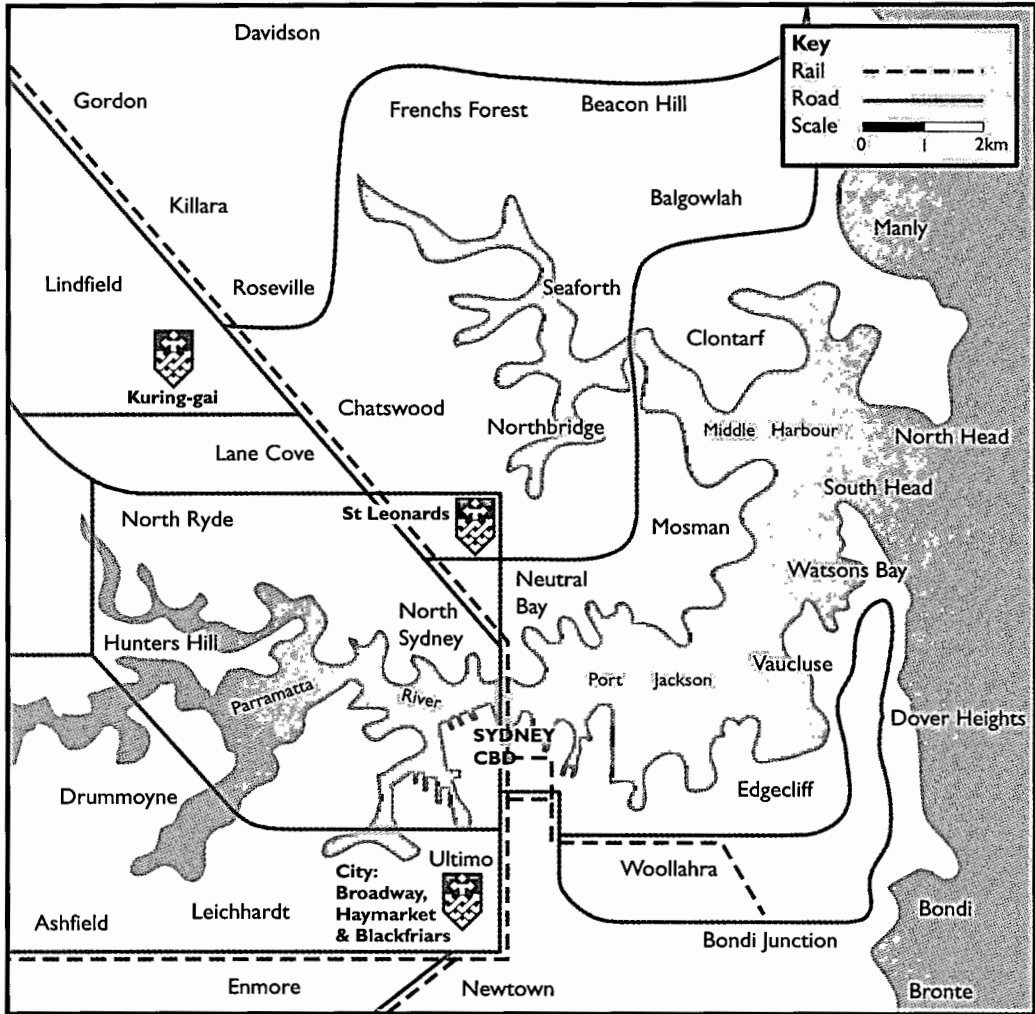 Davidson
Key
Rail
Road
Scale
0 1 2km
Gordon
Frenchs Forest
Beacon Hill
Killara
Balgowlah
Manly
Lindfield
Roseville
Seaforth
Clontarf
Kuring-gai
Chatswood
Northbridge
Middle Harbour
North Head
Lane Cove
South Head
St Leonards
North Ryde
Mosman
Watsons Bay
Neutral
Bay
North
Sydney
Hunters Hill
Vaucluse
Parramatta
River
Port Jackson
SYDNEY
CBD
Dover Heights
Drummoyne
Edgecliff
Ultimo
City:
Broadway,
Haymarket
& Blackfriars
Woollahra
Ashfield
Leichhardt
Bondi
Bondi Junction
Enmore
Newtown
Bronte